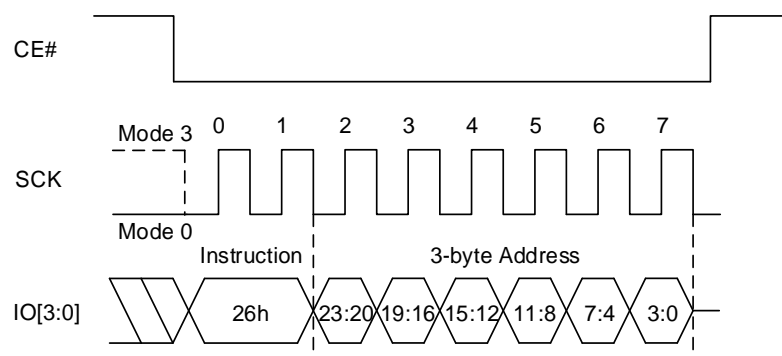 CE#
Mode 3 0 1 2 3 4 5 6 7
SCK
Mode 0
Instruction 3-byte Address
IO[3:0] 26h 23:20 19:16 15:12 11:8 7:4 3:0